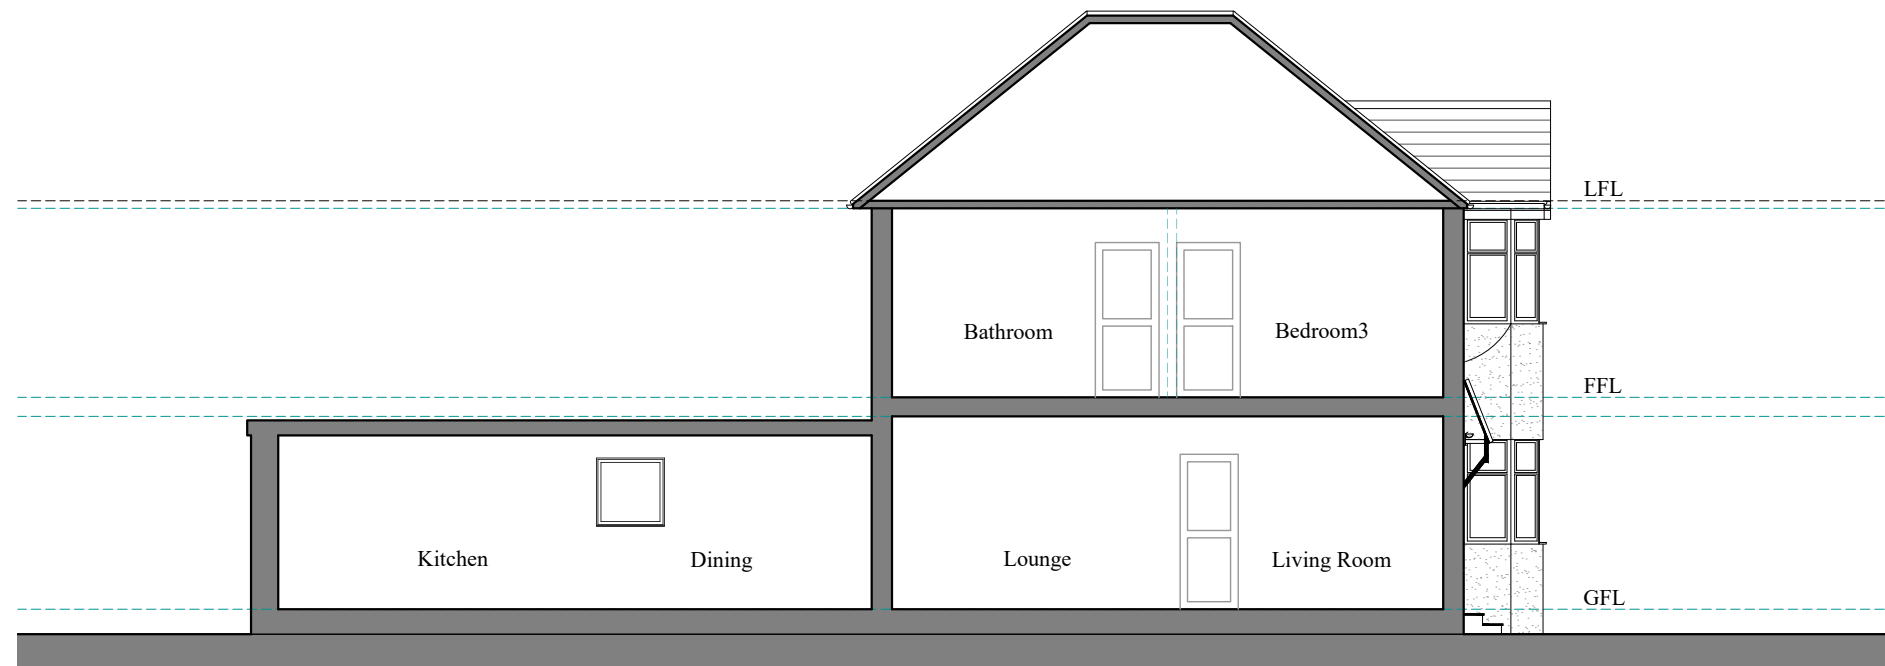 LFL
Bathroom
Bedroom3
FFL
Kitchen
Dining
Lounge
Living Room
GFL